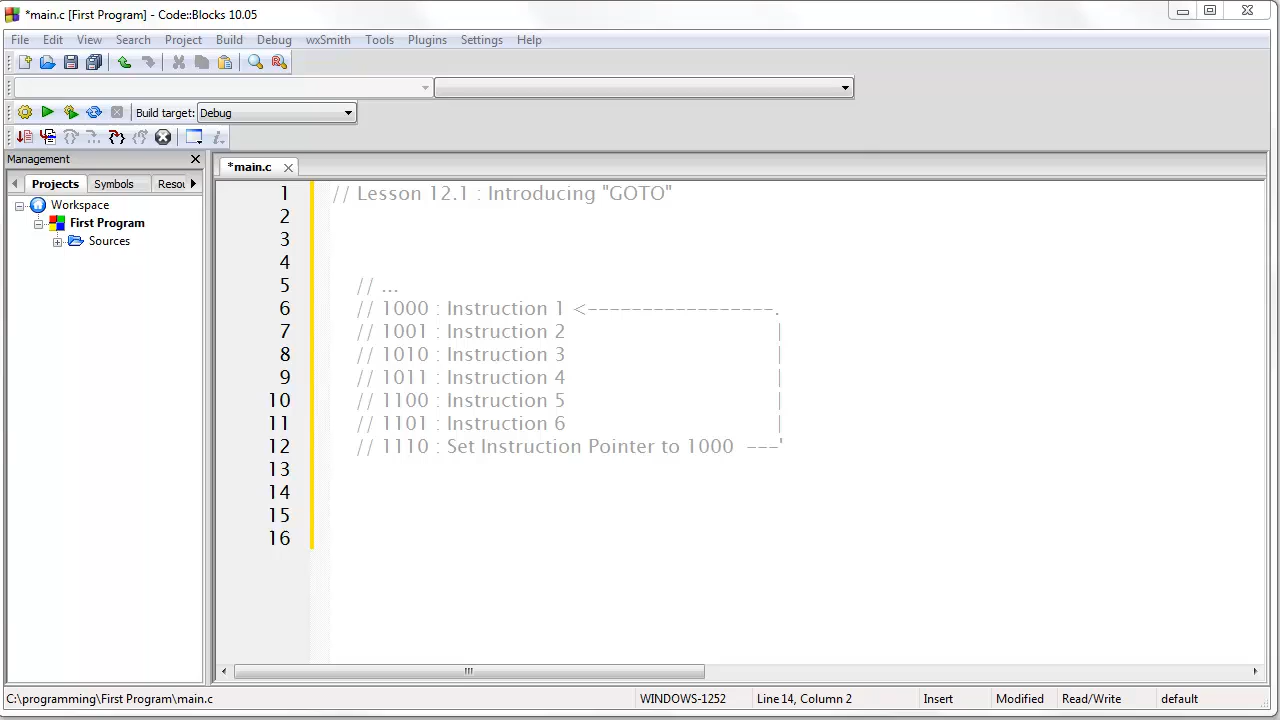 *main.c [First Program] - Code::Blocks 10.05
File Edit View Search Project Build Debug wxSmith Tools Plugins Settings Help
Build target: Debug
Management
*main.c
Projects Symbols Resou
Workspace
First Program
Sources
1 // Lesson 12.1 : Introducing "GOTO"
2
3
4
5 // ...
6 // 1000 : Instruction 1 <-----------------.
7 // 1001 : Instruction 2 |
8 // 1010 : Instruction 3 |
9 // 1011 : Instruction 4 |
10 // 1100 : Instruction 5 |
11 // 1101 : Instruction 6 |
12 // 1110 : Set Instruction Pointer to 1000 ---'
13
14
15
16
C:\programming\First Program\main.c WINDOWS-1252 Line 14, Column 2 Insert Modified Read/Write default